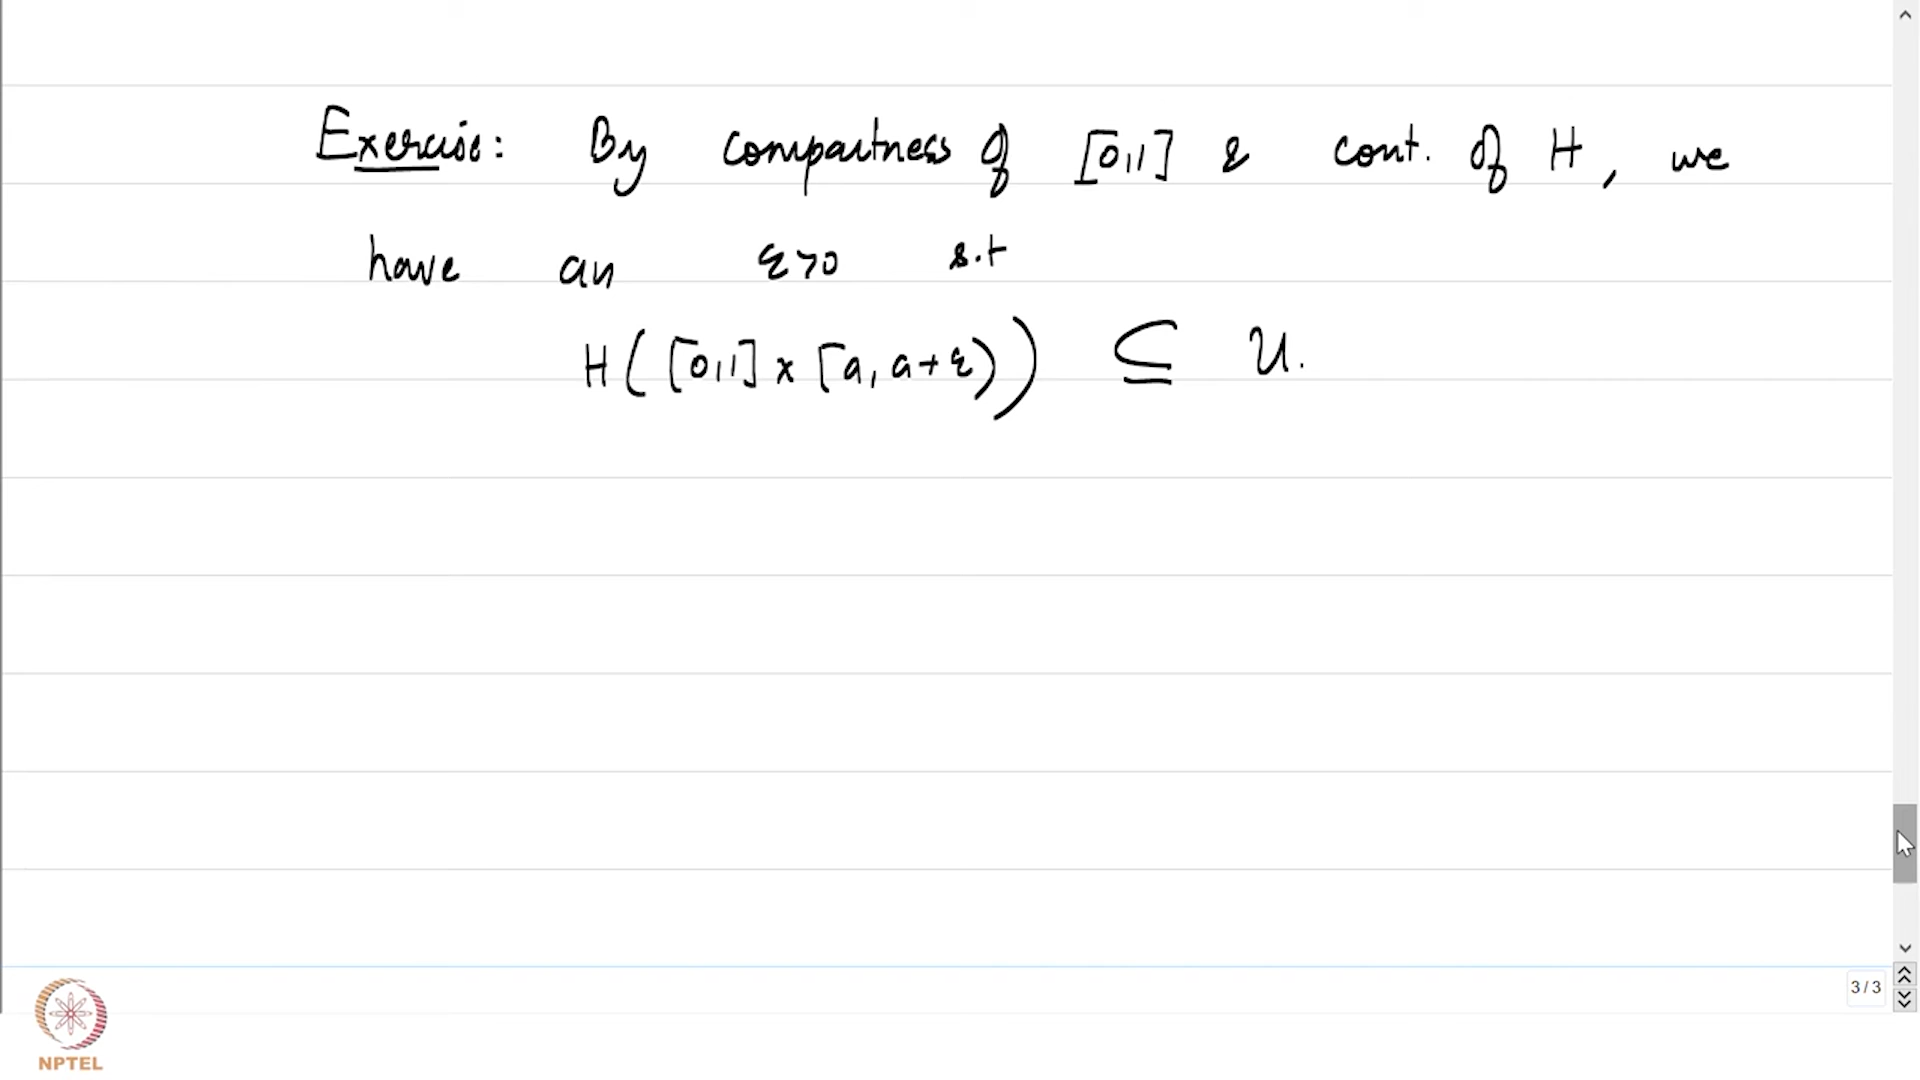 Exercise: By compactness of [0,1] & cont. of H, we
have an ε>0 s.t
H([0,1] x [a, a+ε)) ⊆ U.
3 / 3
NPTEL